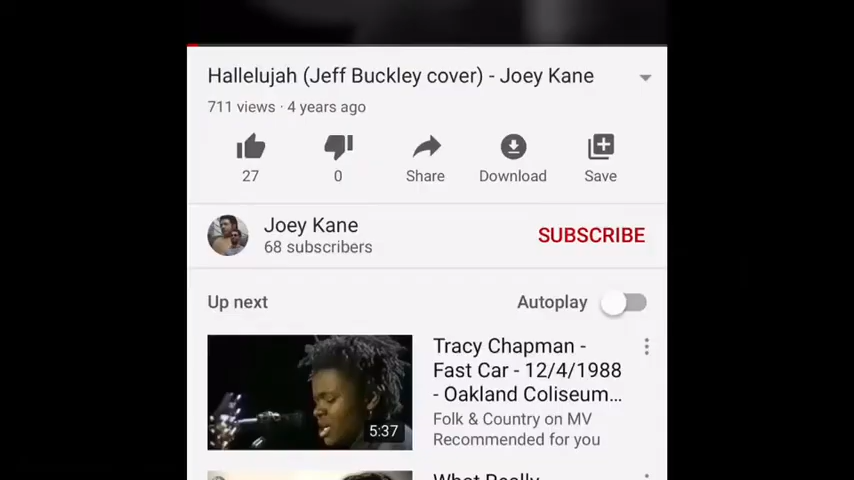 Hallelujah (Jeff Buckley cover) - Joey Kane
711 views · 4 years ago
27
0
Share
Download
Save
Joey Kane
68 subscribers
SUBSCRIBE
Up next
Autoplay
5:37
Tracy Chapman -
Fast Car - 12/4/1988
- Oakland Coliseum...
Folk & Country on MV
Recommended for you
What Really